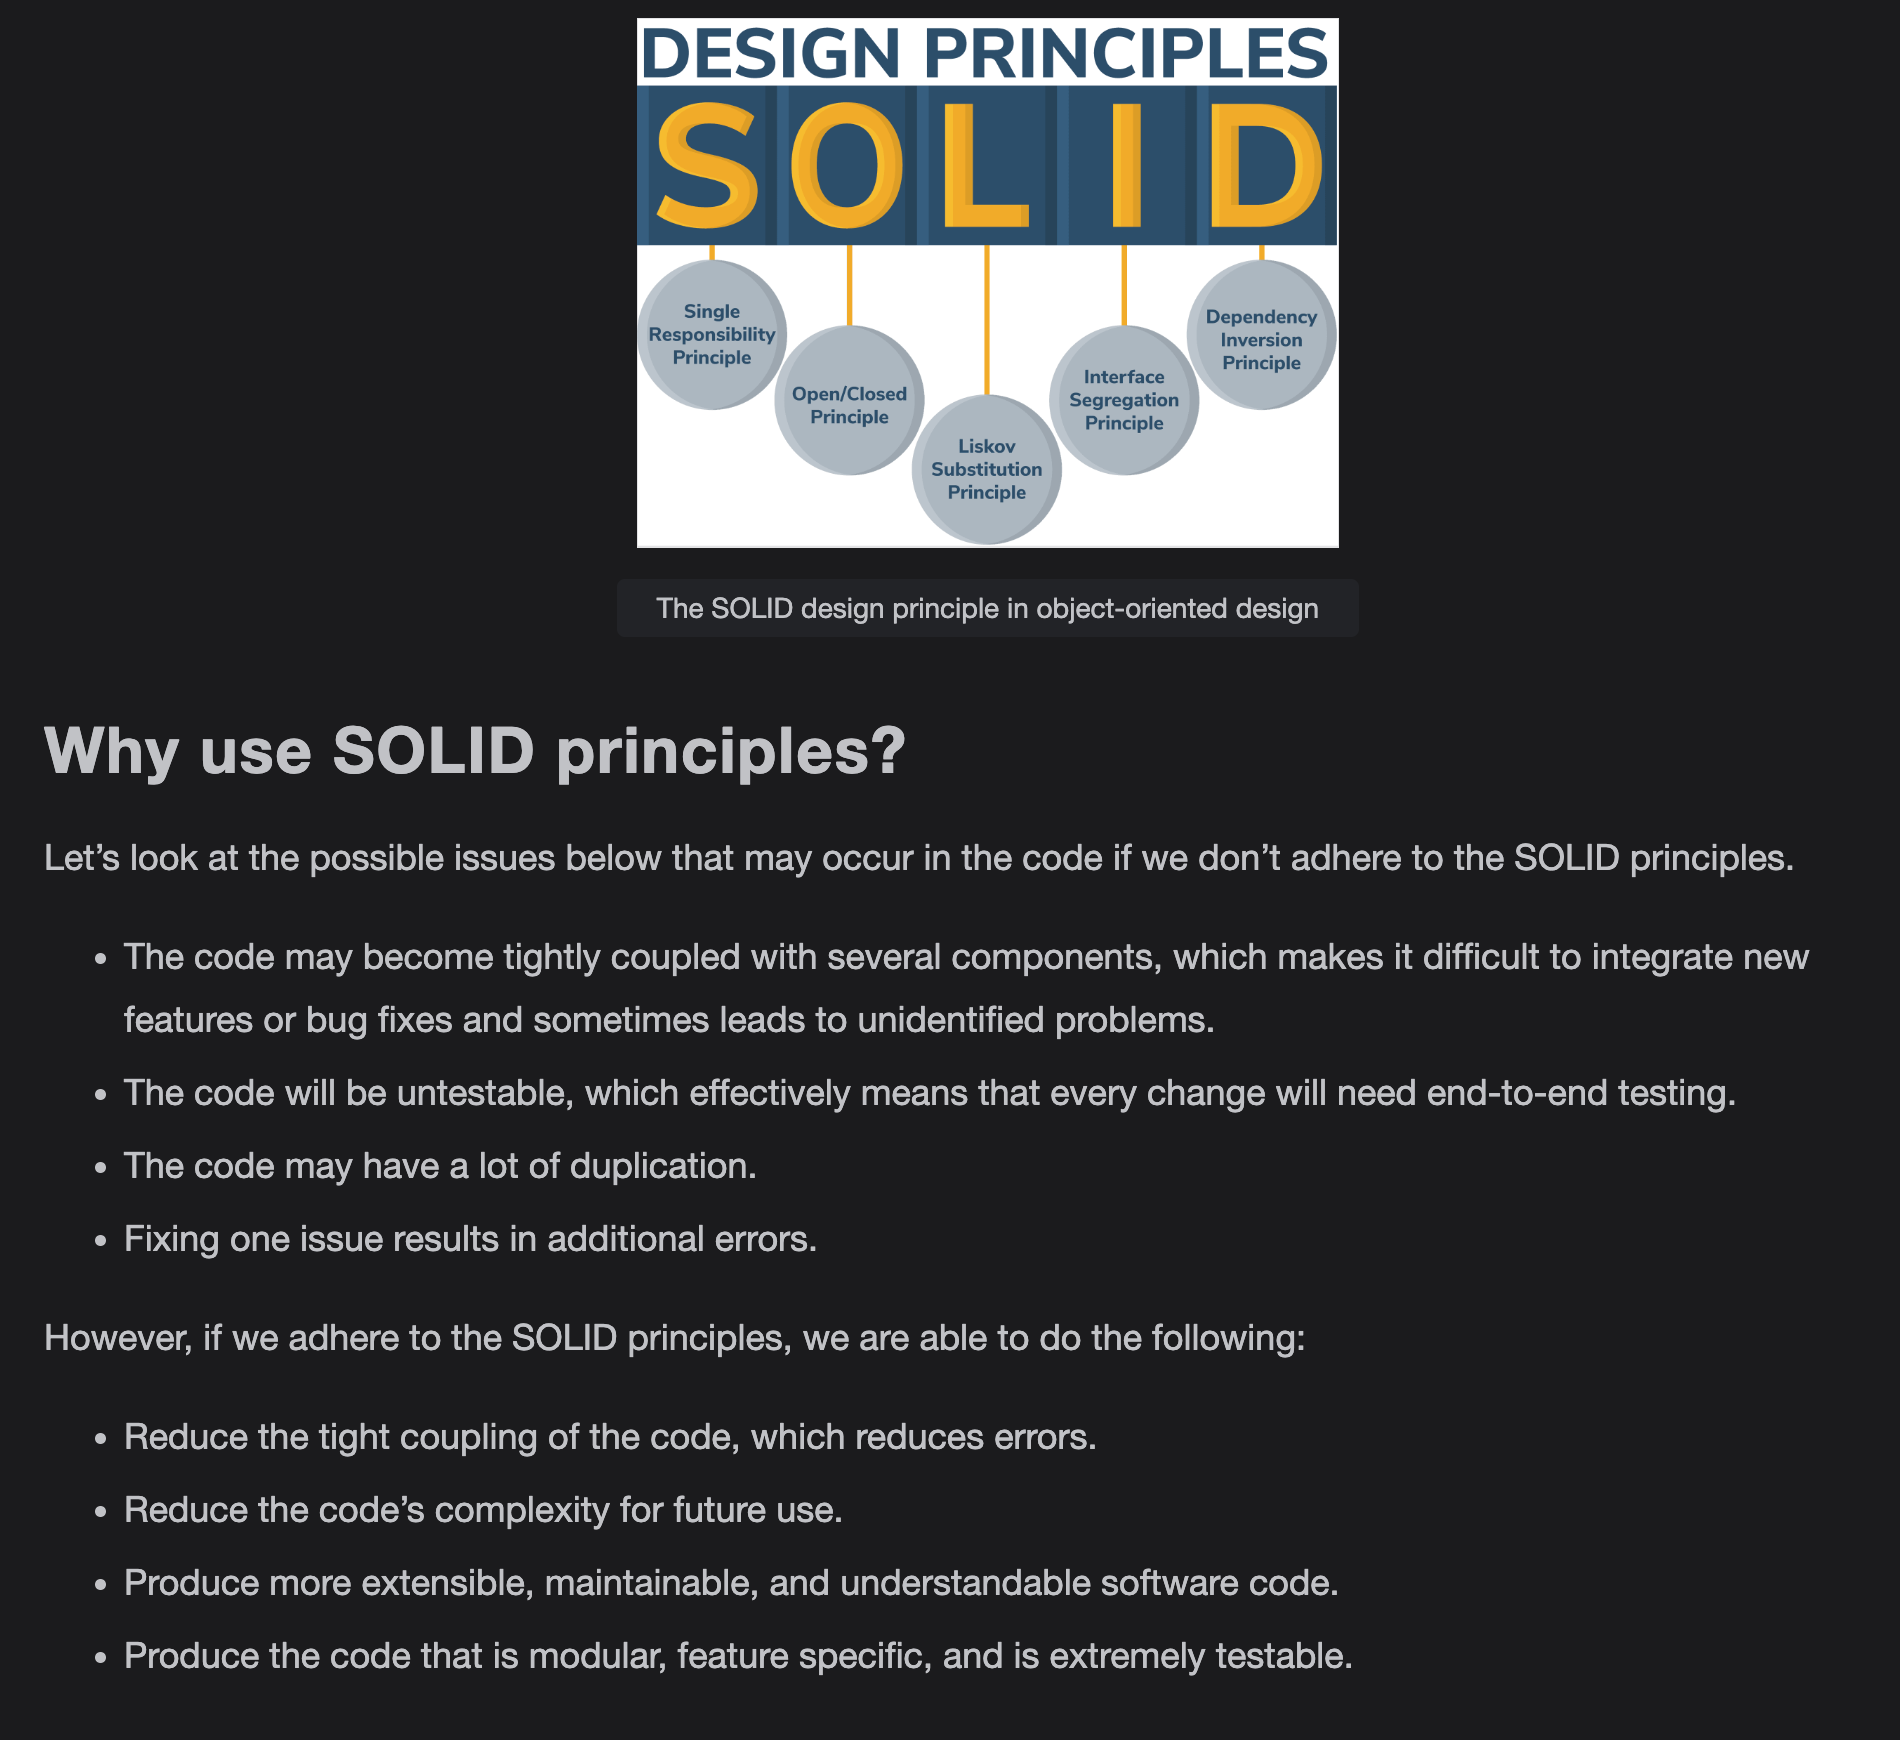 DESIGN PRINCIPLES
SOLID
Single
Responsibility
Principle
Open/Closed
Principle
Liskov
Substitution
Principle
Interface
Segregation
Principle
Dependency
Inversion
Principle
The SOLID design principle in object-oriented design
Why use SOLID principles?
Let’s look at the possible issues below that may occur in the code if we don’t adhere to the SOLID principles.
• The code may become tightly coupled with several components, which makes it difficult to integrate new
features or bug fixes and sometimes leads to unidentified problems.
• The code will be untestable, which effectively means that every change will need end-to-end testing.
• The code may have a lot of duplication.
• Fixing one issue results in additional errors.
However, if we adhere to the SOLID principles, we are able to do the following:
• Reduce the tight coupling of the code, which reduces errors.
• Reduce the code’s complexity for future use.
• Produce more extensible, maintainable, and understandable software code.
• Produce the code that is modular, feature specific, and is extremely testable.